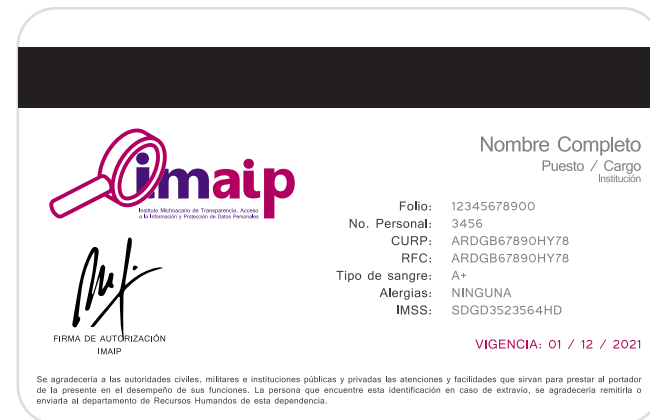 imaip
Instituto Michoacano de Transparencia, Acceso
a la Información y Protección de Datos Personales
Nombre Completo
Puesto / Cargo
Institución
Folio: 12345678900
No. Personal: 3456
CURP: ARDGB67890HY78
RFC: ARDGB67890HY78
Tipo de sangre: A+
Alergias: NINGUNA
IMSS: SDGD3523564HD
FIRMA DE AUTORIZACIÓN
IMAIP
VIGENCIA: 01 / 12 / 2021
Se agradecería a las autoridades civiles, militares e instituciones públicas y privadas las atenciones y facilidades que sirvan para prestar al portador
de la presente en el desempeño de sus funciones. La persona que encuentre esta identificación en caso de extravío, se agradecería remitirla o
enviarla al departamento de Recursos Humanos de esta dependencia.